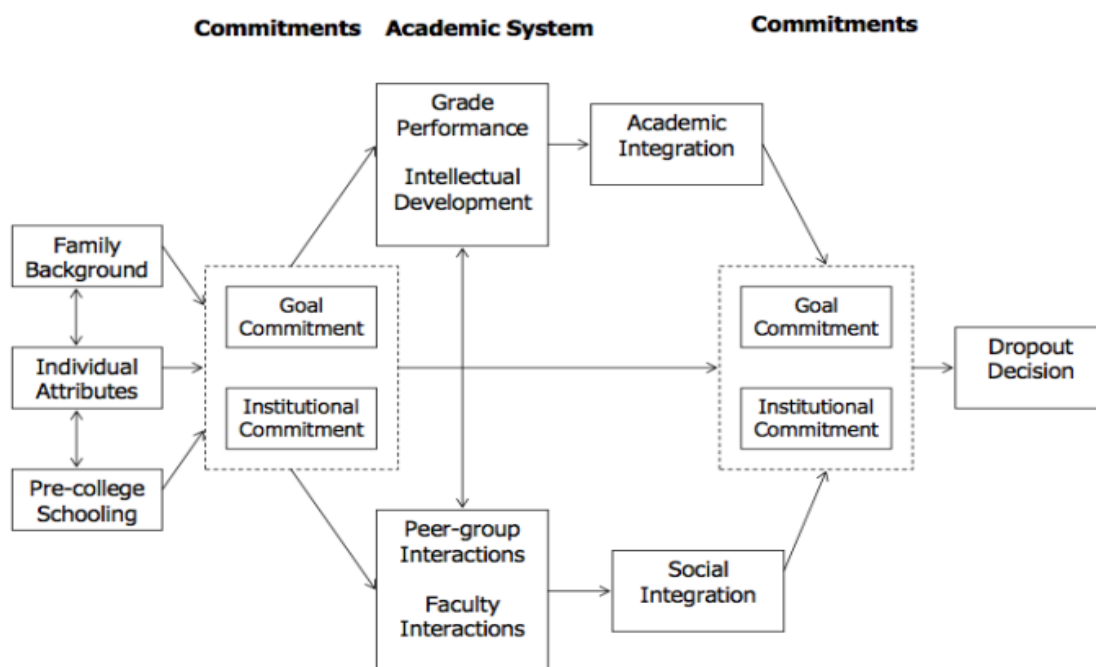 Commitments
Academic System
Commitments
Grade
Performance
Intellectual
Development
Academic
Integration
Family
Background
Individual
Attributes
Pre-college
Schooling
Goal
Commitment
Institutional
Commitment
Goal
Commitment
Institutional
Commitment
Dropout
Decision
Peer-group
Interactions
Faculty
Interactions
Social
Integration